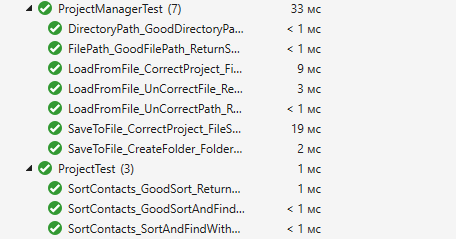 ProjectManagerTest (7) 33 мс
DirectoryPath_GoodDirectoryPa... < 1 мс
FilePath_GoodFilePath_ReturnS... < 1 мс
LoadFromFile_CorrectProject_Fi... 9 мс
LoadFromFile_UnCorrectFile_Re... 3 мс
LoadFromFile_UnCorrectPath_R... < 1 мс
SaveToFile_CorrectProject_FileS... 19 мс
SaveToFile_CreateFolder_Folder... 2 мс
ProjectTest (3) 1 мс
SortContacts_GoodSort_Return... 1 мс
SortContacts_GoodSortAndFind... < 1 мс
SortContacts_SortAndFindWith... < 1 мс